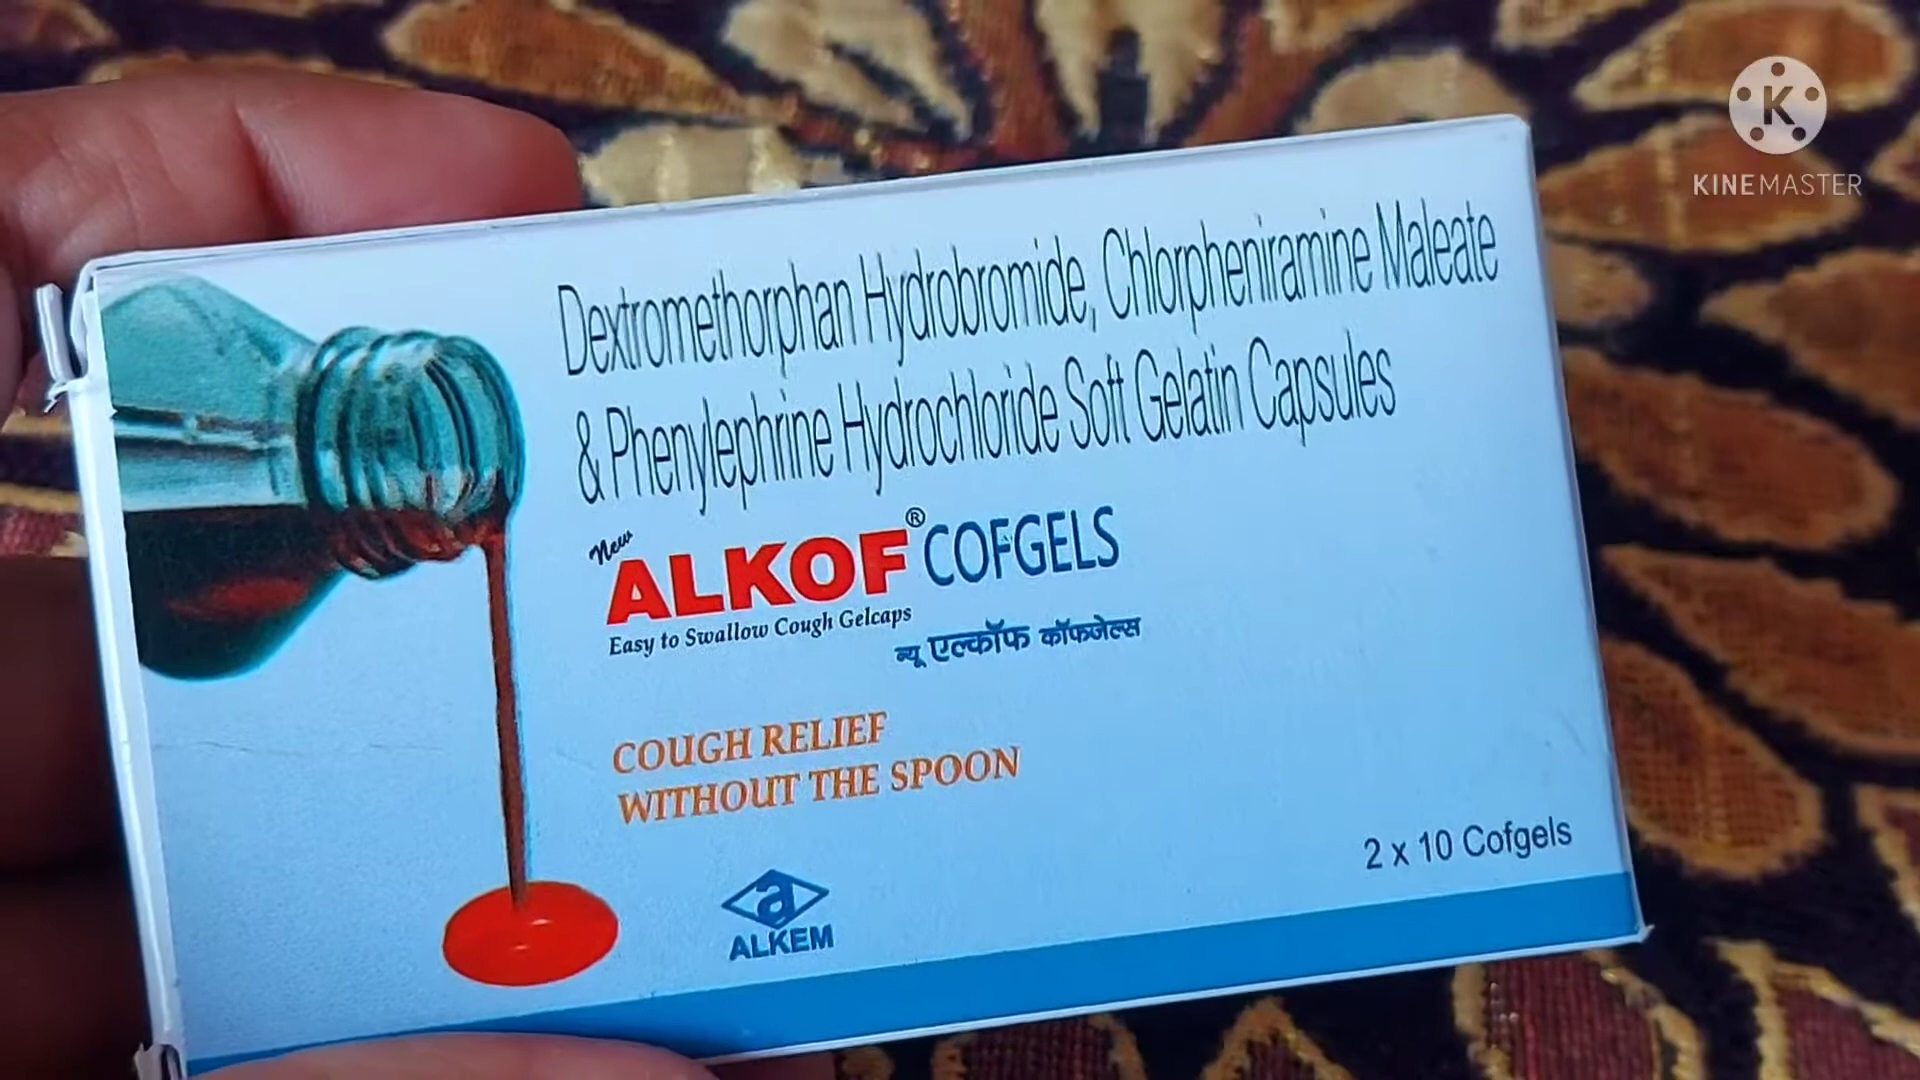 KINEMASTER
Dextromethorphan Hydrobromide, Chlorpheniramine Maleate
& Phenylephrine Hydrochloride Soft Gelatin Capsules
New ALKOF® COFGELS
Easy to Swallow Cough Gelcaps
न्यू एल्कॉफ कॉफजेल्स
COUGH RELIEF
WITHOUT THE SPOON
2 x 10 Cofgels
a
ALKEM